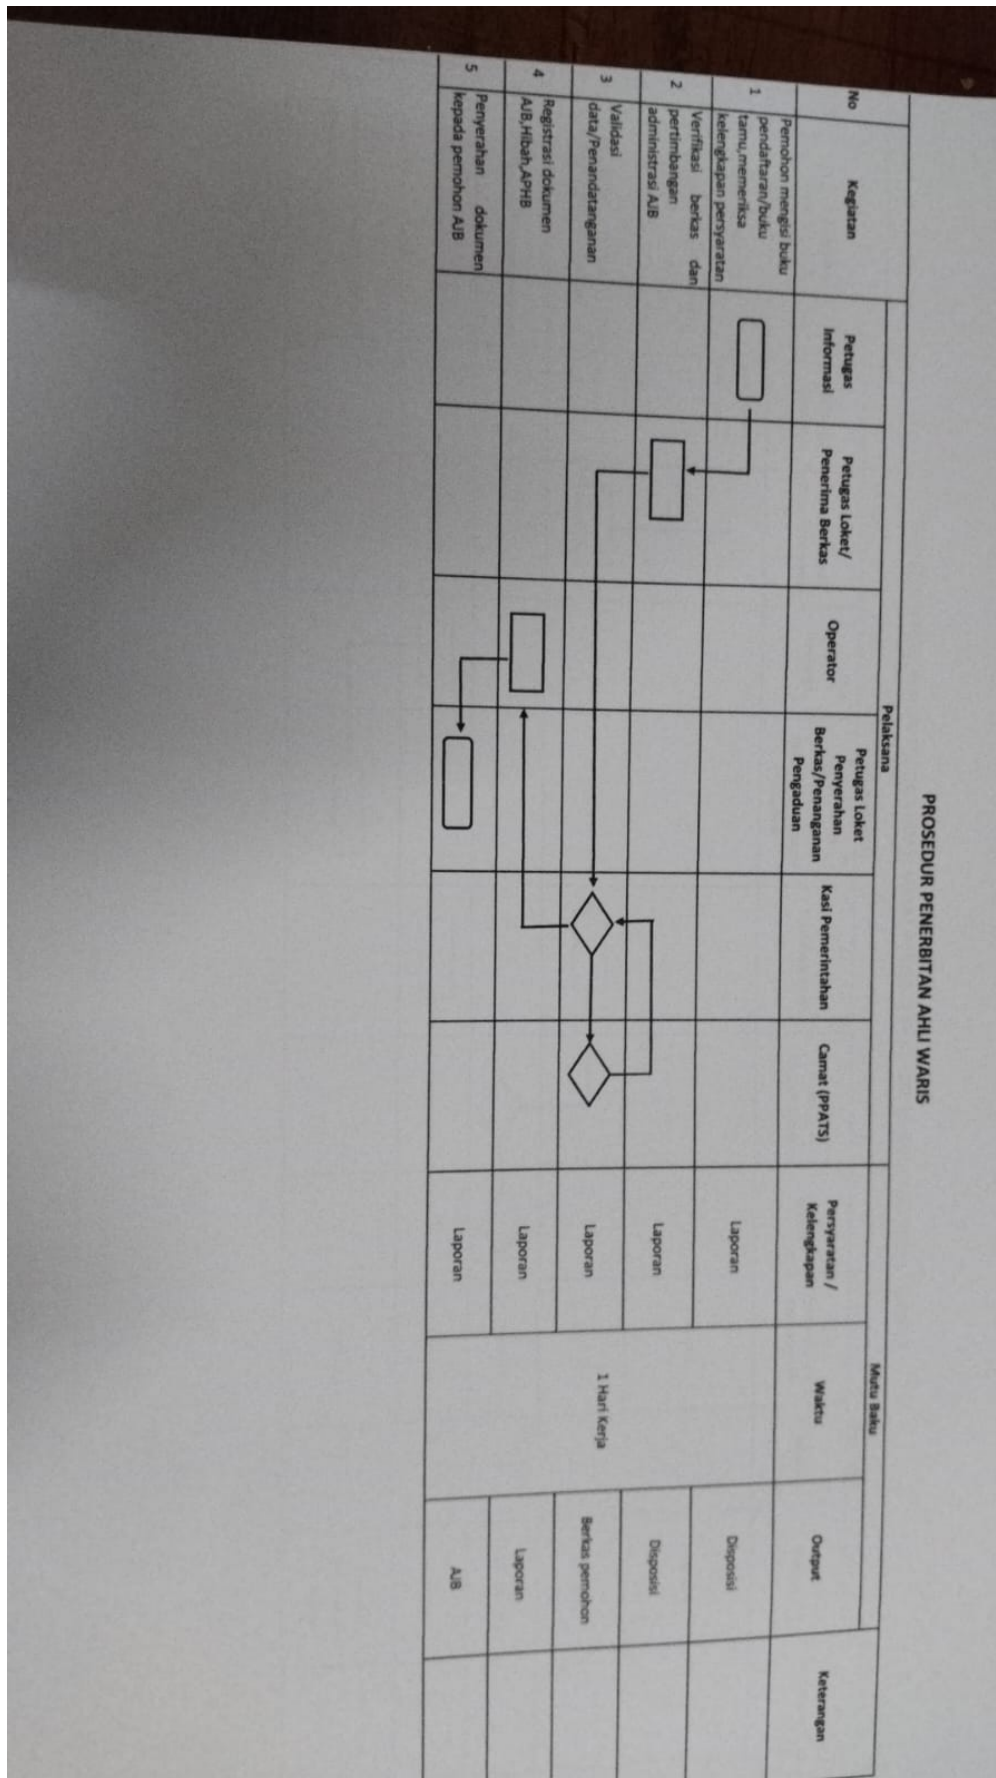 PROSEDUR PENERBITAN AHLI WARIS
Pelaksana
Mutu Baku
No
Kegiatan
Petugas
Informasi
Petugas Loket/
Penerima Berkas
Operator
Petugas Loket
Penyerahan
Berkas/Penanganan
Pengaduan
Kasi Pemerintahan
Camat (PPATS)
Persyaratan /
Kelengkapan
Waktu
Output
Keterangan
1
Pemohon mengisi buku
pendaftaran/buku
tamu,memeriksa
kelengkapan persyaratan
Laporan
Disposisi
2
Verifikasi berkas dan
pertimbangan
administrasi AJB
Laporan
Disposisi
3
Validasi
data/Penandatanganan
Laporan
1 Hari Kerja
Berkas pemohon
4
Registrasi dokumen
AJB,Hibah,APHB
Laporan
Laporan
5
Penyerahan dokumen
kepada pemohon AJB
Laporan
AJB